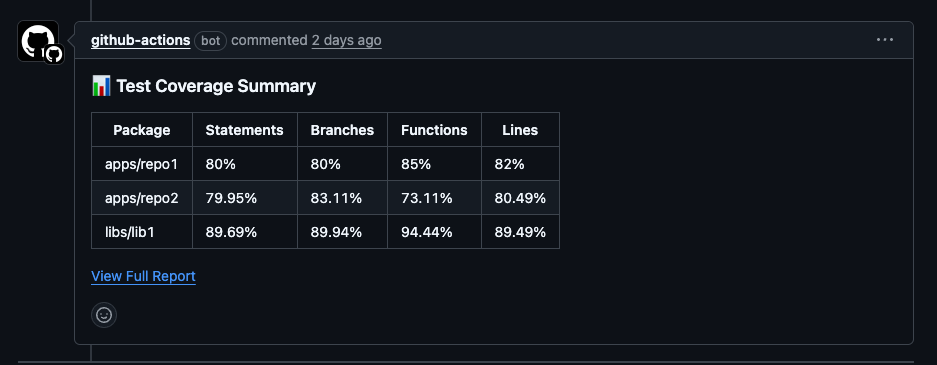 github-actions bot commented 2 days ago
📊 Test Coverage Summary
Package Statements Branches Functions Lines
apps/repo1 80% 80% 85% 82%
apps/repo2 79.95% 83.11% 73.11% 80.49%
libs/lib1 89.69% 89.94% 94.44% 89.49%
View Full Report